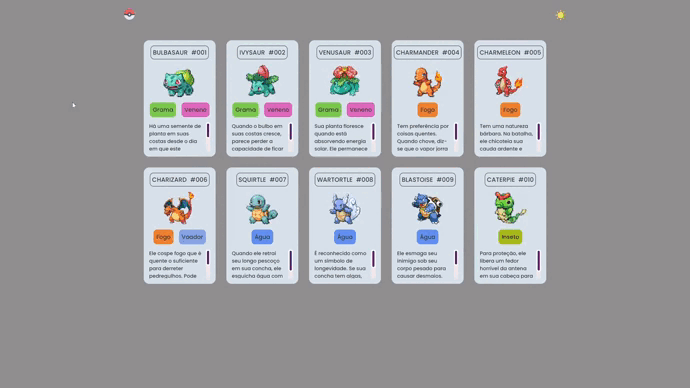 BULBASAUR #001
Grama Veneno
Há uma semente de
planta em suas
costas desde o dia
em que este
IVYSAUR #002
Grama Veneno
Quando o bulbo em
suas costas cresce,
parece perder a
capacidade de ficar
VENUSAUR #003
Grama Veneno
Sua planta floresce
quando está
absorvendo energia
solar. Ele permanece
CHARMANDER #004
Fogo
Tem preferência por
coisas quentes.
Quando chove, diz-
se que o vapor jorra
CHARMELEON #005
Fogo
Tem uma natureza
bárbara. Na batalha,
ele chicoteia sua
cauda ardente e
CHARIZARD #006
Fogo Voador
Ele cospe fogo que é
quente o suficiente
para derreter
pedregulhos. Pode
SQUIRTLE #007
Água
Quando ele retrai
seu longo pescoço
em sua concha, ele
esguicha água com
WARTORTLE #008
Água
É reconhecido como
um símbolo de
longevidade. Se sua
concha tem algas,
BLASTOISE #009
Água
Ele esmaga seu
inimigo sob seu
corpo pesado para
causar desmaios.
CATERPIE #010
Inseto
Para proteção, ele
libera um fedor
horrível da antena
em sua cabeça para